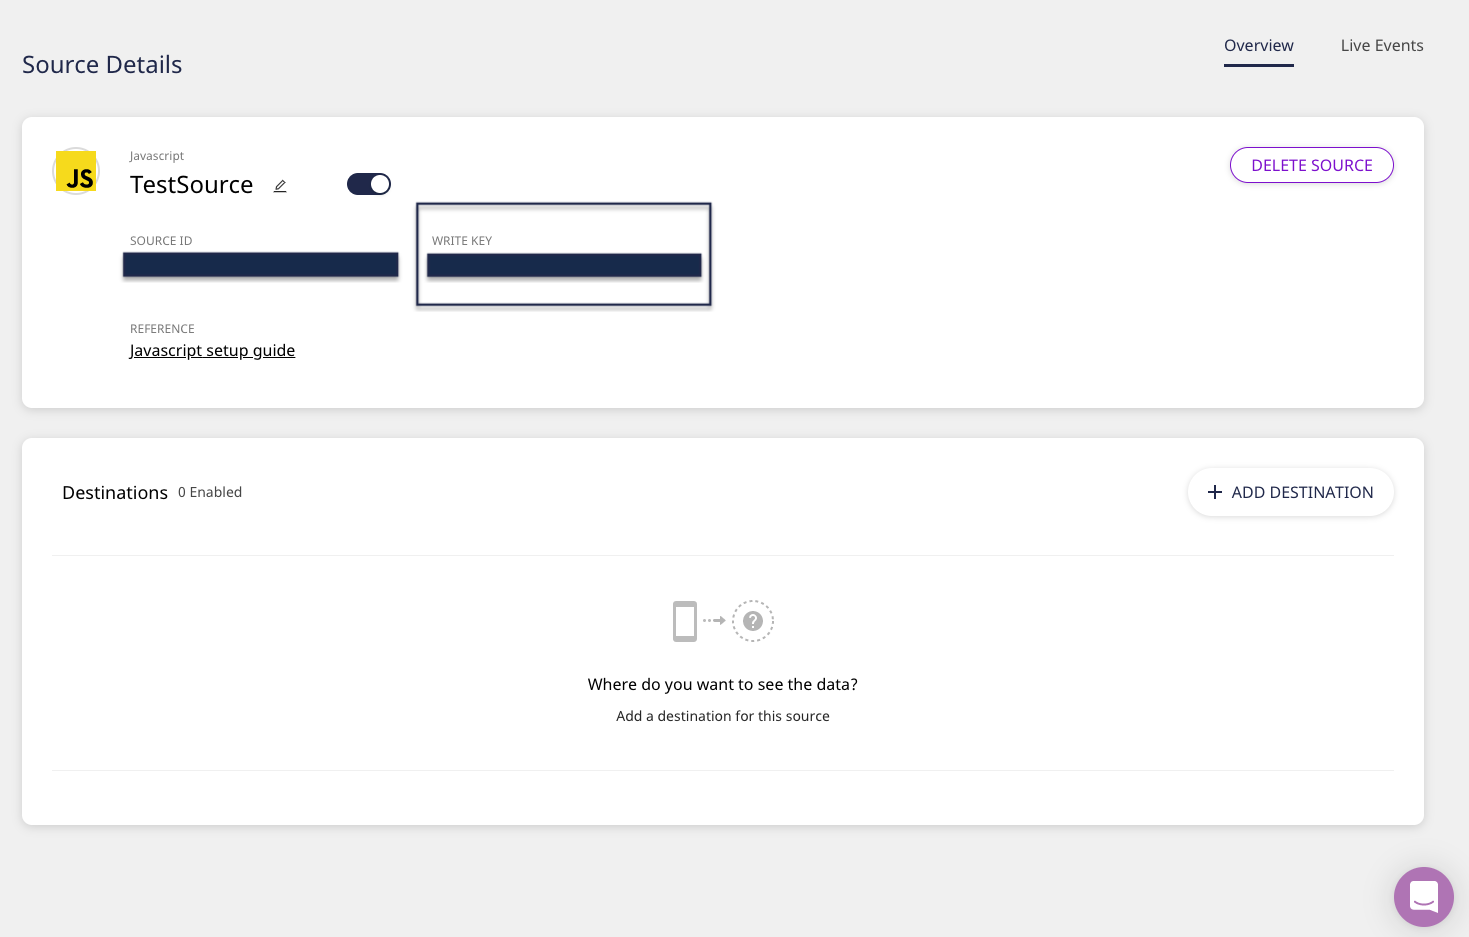 Source Details
Overview
Live Events
JS
Javascript
TestSource
DELETE SOURCE
SOURCE ID
WRITE KEY
REFERENCE
Javascript setup guide
Destinations 0 Enabled
+ ADD DESTINATION
?
Where do you want to see the data?
Add a destination for this source